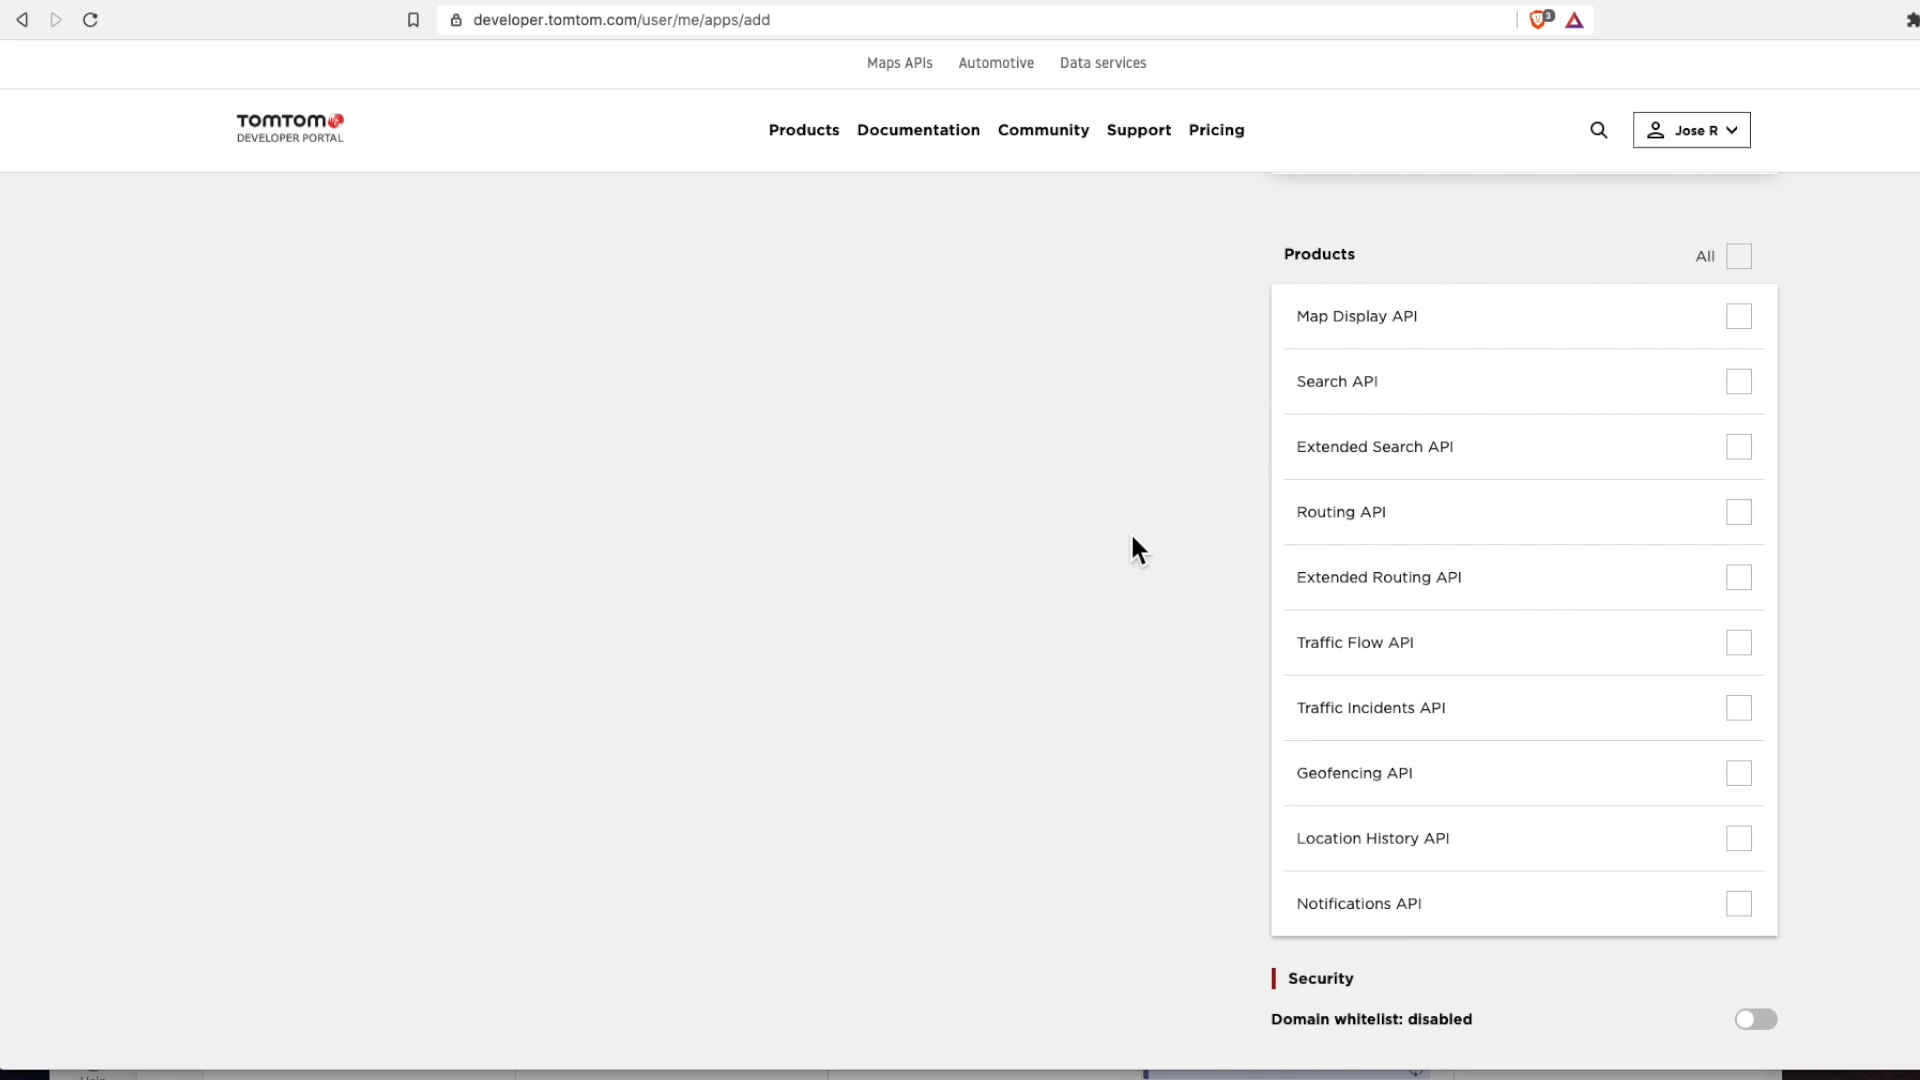 developer.tomtom.com/user/me/apps/add
3
Maps APIs Automotive Data services
TOMTOM
DEVELOPER PORTAL
Products Documentation Community Support Pricing
Jose R
Products All
Map Display API
Search API
Extended Search API
Routing API
Extended Routing API
Traffic Flow API
Traffic Incidents API
Geofencing API
Location History API
Notifications API
Security
Domain whitelist: disabled